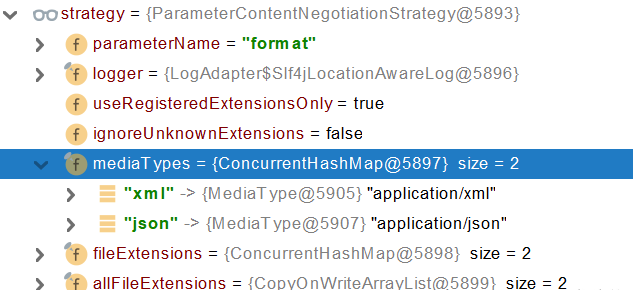 strategy = {ParameterContentNegotiationStrategy@5893}
f parameterName = "format"
f logger = {LogAdapter$Slf4jLocationAwareLog@5896}
f useRegisteredExtensionsOnly = true
f ignoreUnknownExtensions = false
f mediaTypes = {ConcurrentHashMap@5897} size = 2
"xml" -> {MediaType@5905} "application/xml"
"json" -> {MediaType@5907} "application/json"
f fileExtensions = {ConcurrentHashMap@5898} size = 2
f allFileExtensions = {CopyOnWriteArrayList@5899} size = 2